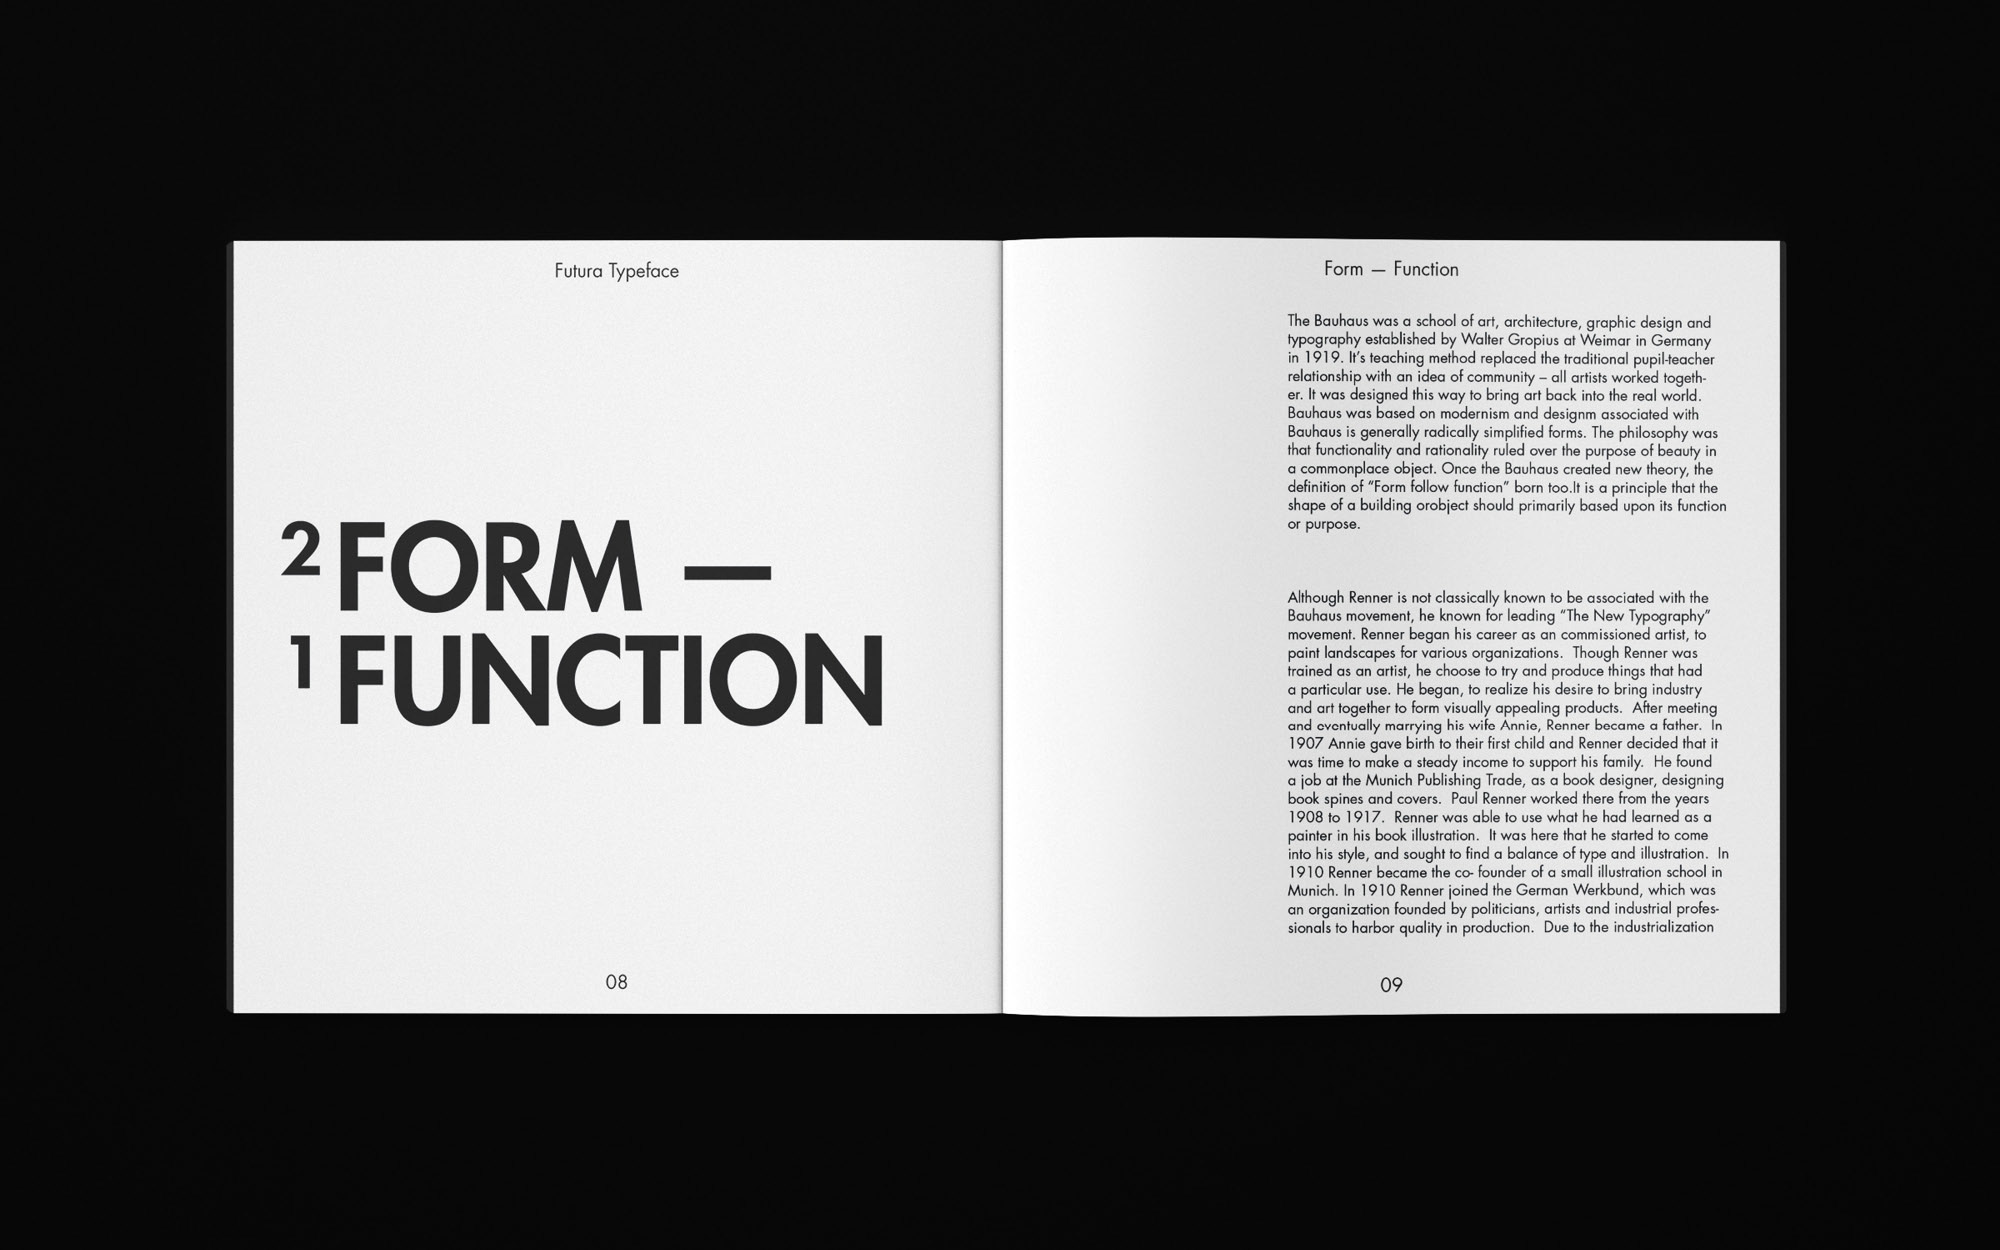 Futura Typeface
2 FORM —
1 FUNCTION
08
Form — Function
The Bauhaus was a school of art, architecture, graphic design and
typography established by Walter Gropius at Weimar in Germany
in 1919. It’s teaching method replaced the traditional pupil-teacher
relationship with an idea of community – all artists worked togeth-
er. It was designed this way to bring art back into the real world.
Bauhaus was based on modernism and designm associated with
Bauhaus is generally radically simplified forms. The philosophy was
that functionality and rationality ruled over the purpose of beauty in
a commonplace object. Once the Bauhaus created new theory, the
definition of “Form follow function” born too.It is a principle that the
shape of a building orobject should primarily based upon its function
or purpose.
Although Renner is not classically known to be associated with the
Bauhaus movement, he known for leading “The New Typography”
movement. Renner began his career as an commissioned artist, to
paint landscapes for various organizations. Though Renner was
trained as an artist, he choose to try and produce things that had
a particular use. He began, to realize his desire to bring industry
and art together to form visually appealing products. After meeting
and eventually marrying his wife Annie, Renner became a father. In
1907 Annie gave birth to their first child and Renner decided that it
was time to make a steady income to support his family. He found
a job at the Munich Publishing Trade, as a book designer, designing
book spines and covers. Paul Renner worked there from the years
1908 to 1917. Renner was able to use what he had learned as a
painter in his book illustration. It was here that he started to come
into his style, and sought to find a balance of type and illustration. In
1910 Renner became the co- founder of a small illustration school in
Munich. In 1910 Renner joined the German Werkbund, which was
an organization founded by politicians, artists and industrial profes-
sionals to harbor quality in production. Due to the industrialization
09